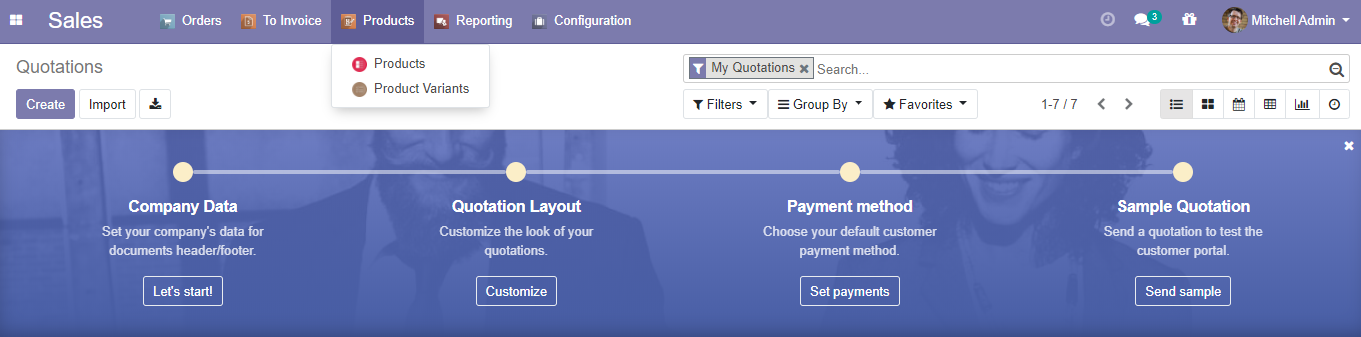 Sales Orders To Invoice Products Reporting Configuration 3 Mitchell Admin
Products
Product Variants
Quotations
My Quotations Search...
Create Import Filters Group By Favorites 1-7 / 7
Company Data Quotation Layout Payment method Sample Quotation
Set your company's data for Customize the look of your Choose your default customer Send a quotation to test the
documents header/footer. quotations. payment method. customer portal.
Let's start! Customize Set payments Send sample